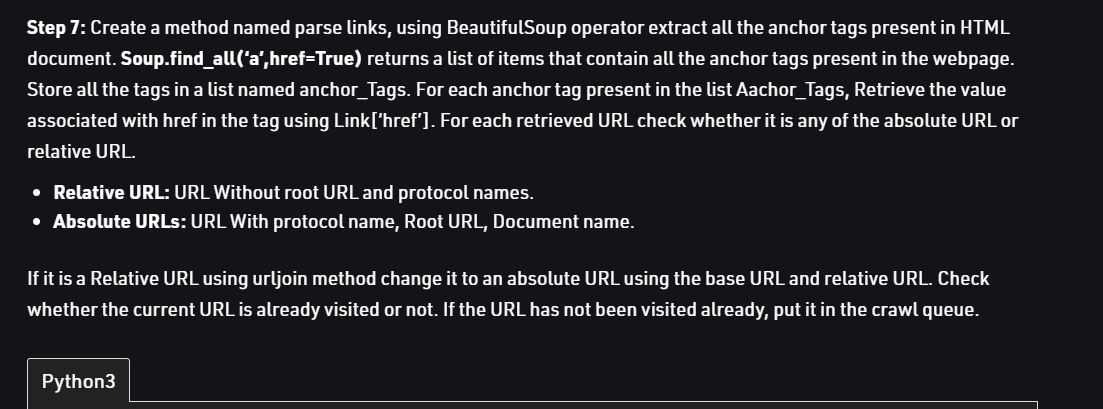 Step 7: Create a method named parse links, using BeautifulSoup operator extract all the anchor tags present in HTML
document. Soup.find_all(‘a’,href=True) returns a list of items that contain all the anchor tags present in the webpage.
Store all the tags in a list named anchor_Tags. For each anchor tag present in the list Aachor_Tags, Retrieve the value
associated with href in the tag using Link[‘href’]. For each retrieved URL check whether it is any of the absolute URL or
relative URL.
• Relative URL: URL Without root URL and protocol names.
• Absolute URLs: URL With protocol name, Root URL, Document name.
If it is a Relative URL using urljoin method change it to an absolute URL using the base URL and relative URL. Check
whether the current URL is already visited or not. If the URL has not been visited already, put it in the crawl queue.
Python3